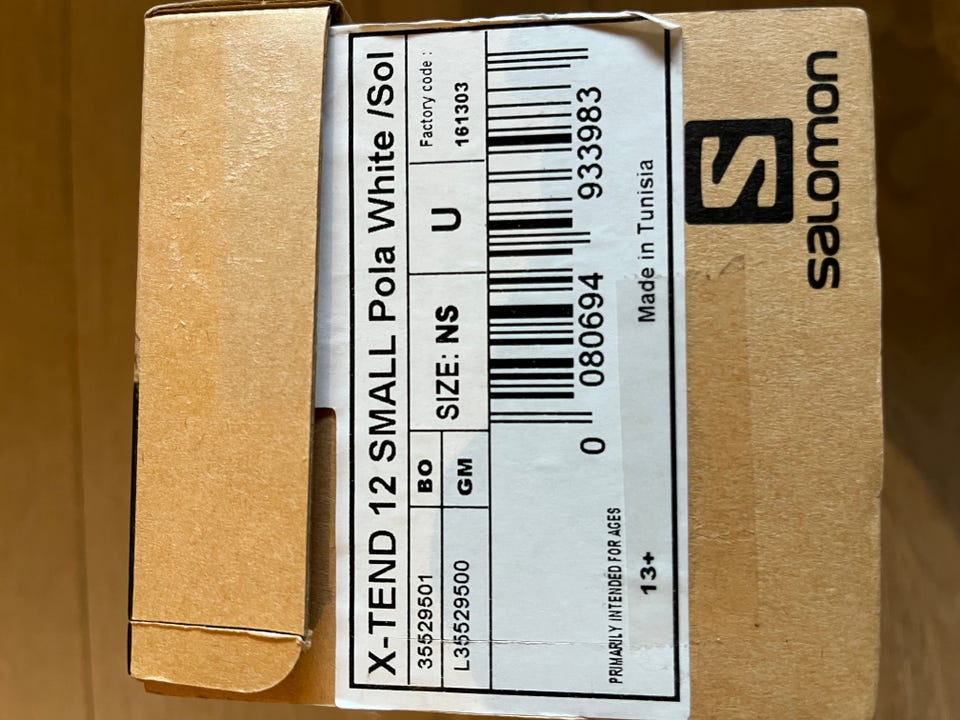 X-TEND 12 SMALL Pola White /Sol
35529501 BO
L35529500 GM
SIZE: NS
U
Factory code :
161303
0 080694 933983
PRIMARILY INTENDED FOR AGES
13+
Made in Tunisia
S
SALOMON